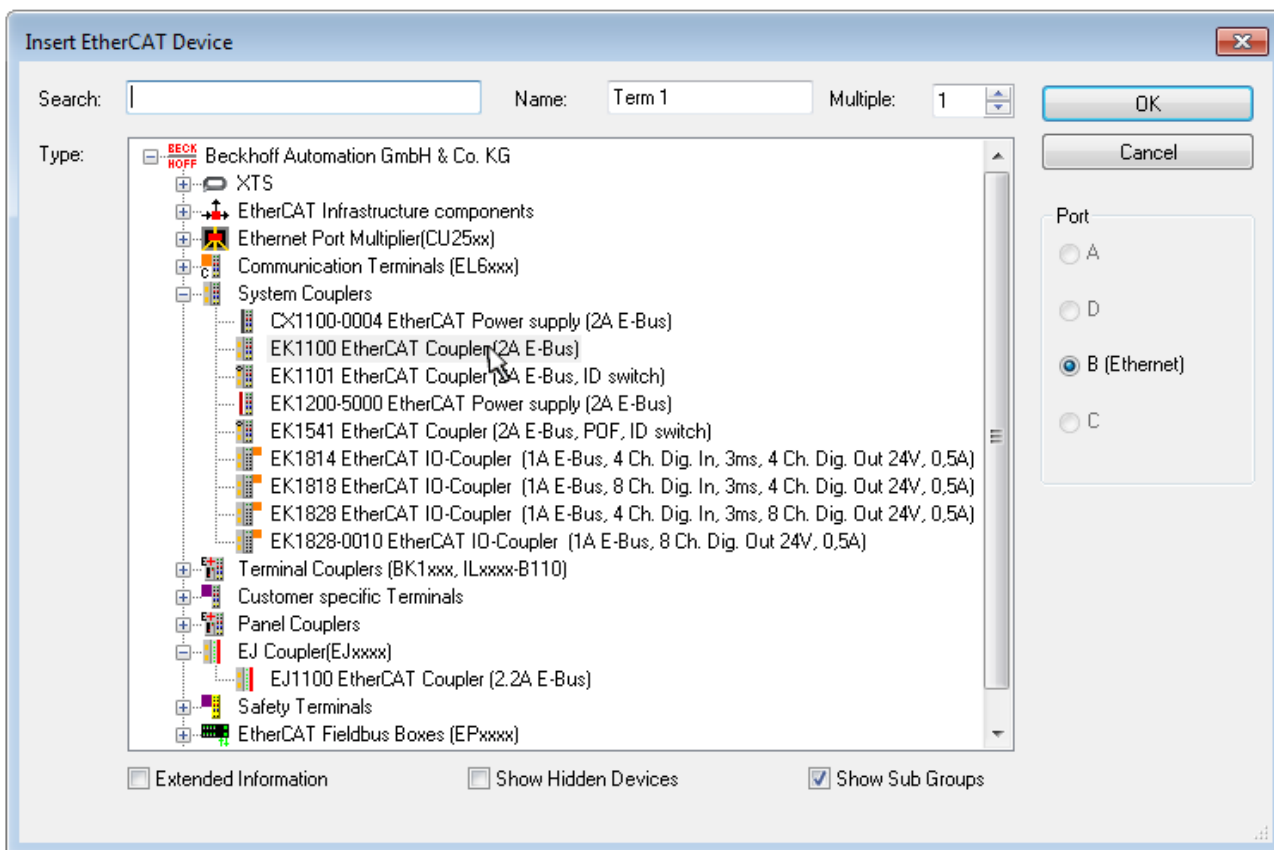 Insert EtherCAT Device
Search: Name: Term 1 Multiple: 1 OK
Type: BECK HOFF Beckhoff Automation GmbH & Co. KG Cancel
XTS
EtherCAT Infrastructure components
Port
Ethernet Port Multiplier(CU25xx)
A
C Communication Terminals (EL6xxx)
System Couplers
D
CX1100-0004 EtherCAT Power supply (2A E-Bus)
EK1100 EtherCAT Coupler (2A E-Bus)
B (Ethernet)
EK1101 EtherCAT Coupler (2A E-Bus, ID switch)
EK1200-5000 EtherCAT Power supply (2A E-Bus)
C
EK1541 EtherCAT Coupler (2A E-Bus, POF, ID switch)
EK1814 EtherCAT IO-Coupler (1A E-Bus, 4 Ch. Dig. In, 3ms, 4 Ch. Dig. Out 24V, 0,5A)
EK1818 EtherCAT IO-Coupler (1A E-Bus, 8 Ch. Dig. In, 3ms, 4 Ch. Dig. Out 24V, 0,5A)
EK1828 EtherCAT IO-Coupler (1A E-Bus, 4 Ch. Dig. In, 3ms, 8 Ch. Dig. Out 24V, 0,5A)
EK1828-0010 EtherCAT IO-Coupler (1A E-Bus, 8 Ch. Dig. Out 24V, 0,5A)
Terminal Couplers (BK1xxx, ILxxxx-B110)
Customer specific Terminals
Panel Couplers
EJ Coupler(EJxxxx)
EJ1100 EtherCAT Coupler (2.2A E-Bus)
Safety Terminals
EtherCAT Fieldbus Boxes (EPxxxx)
Extended Information Show Hidden Devices Show Sub Groups